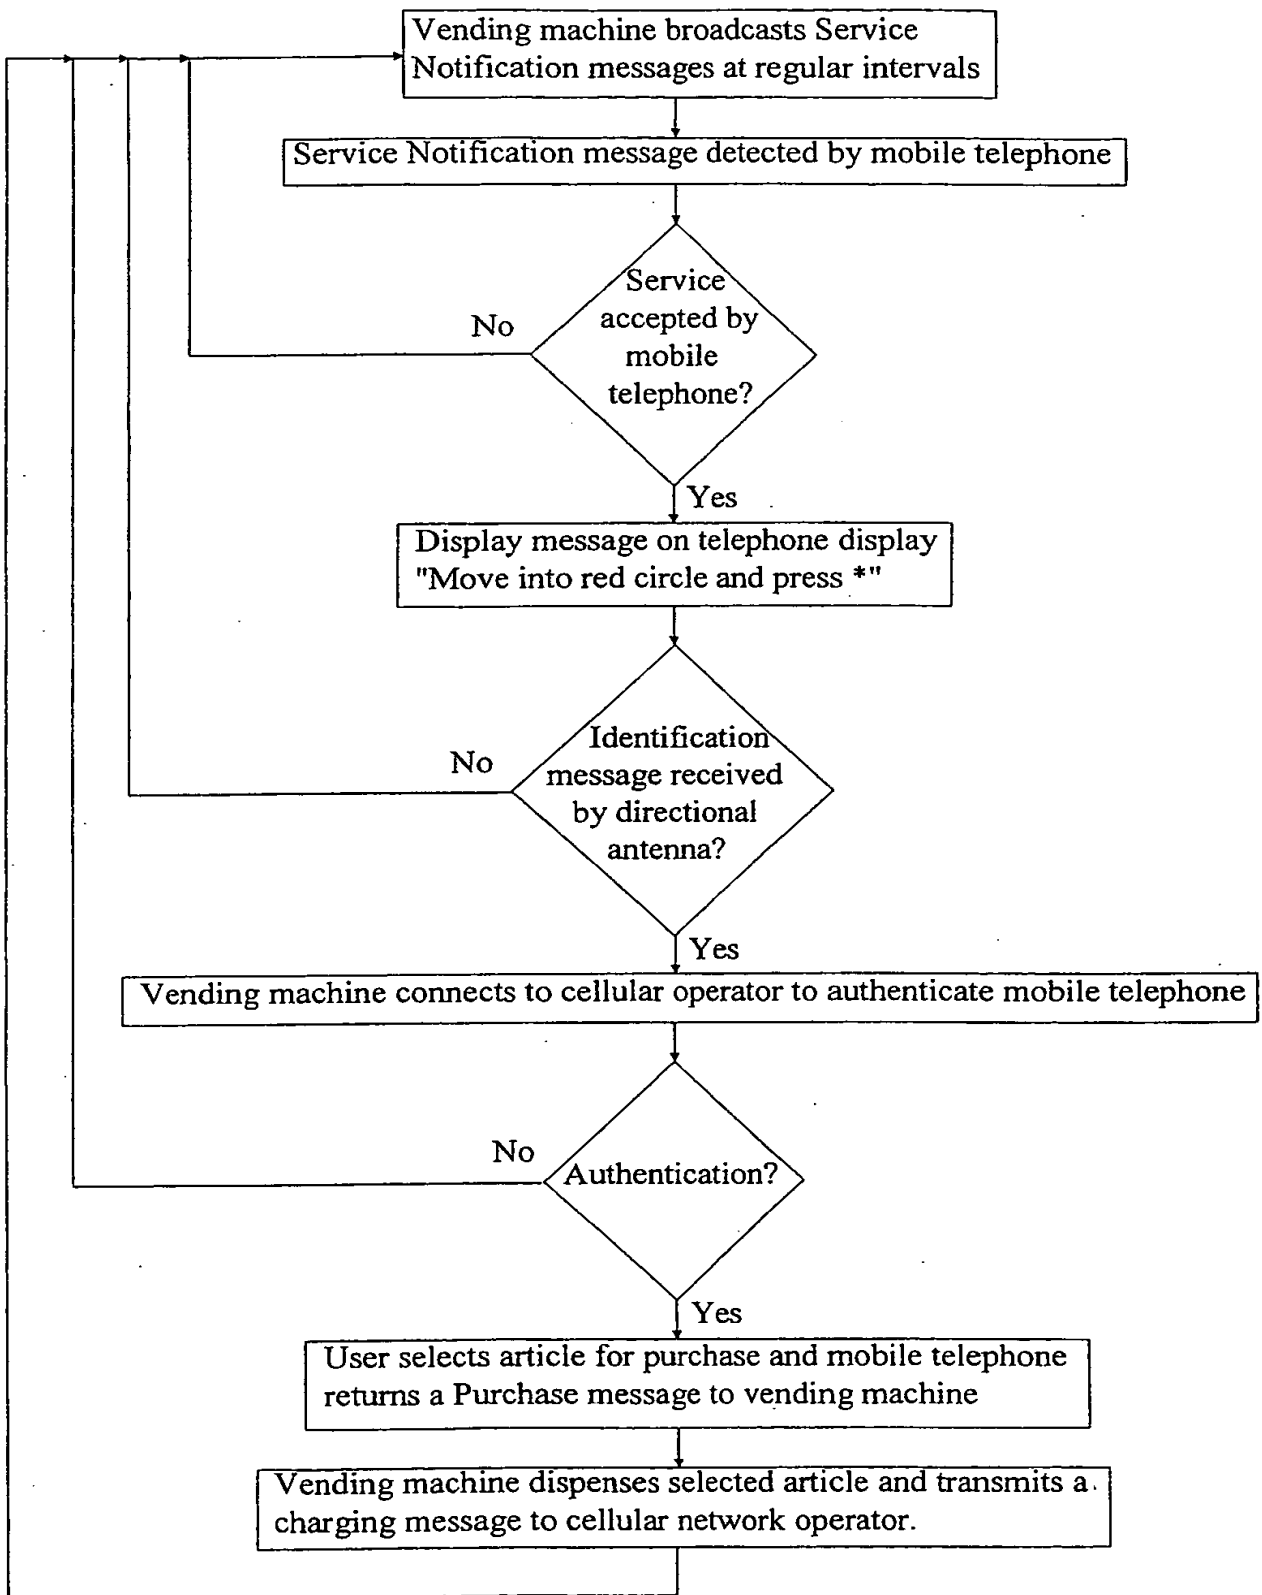 Vending machine broadcasts Service
Notification messages at regular intervals
Service Notification message detected by mobile telephone
Service
accepted by
mobile
telephone?
No
Yes
Display message on telephone display
"Move into red circle and press *"
Identification
message received
by directional
antenna?
No
Yes
Vending machine connects to cellular operator to authenticate mobile telephone
No
Authentication?
Yes
User selects article for purchase and mobile telephone
returns a Purchase message to vending machine
Vending machine dispenses selected article and transmits a
charging message to cellular network operator.